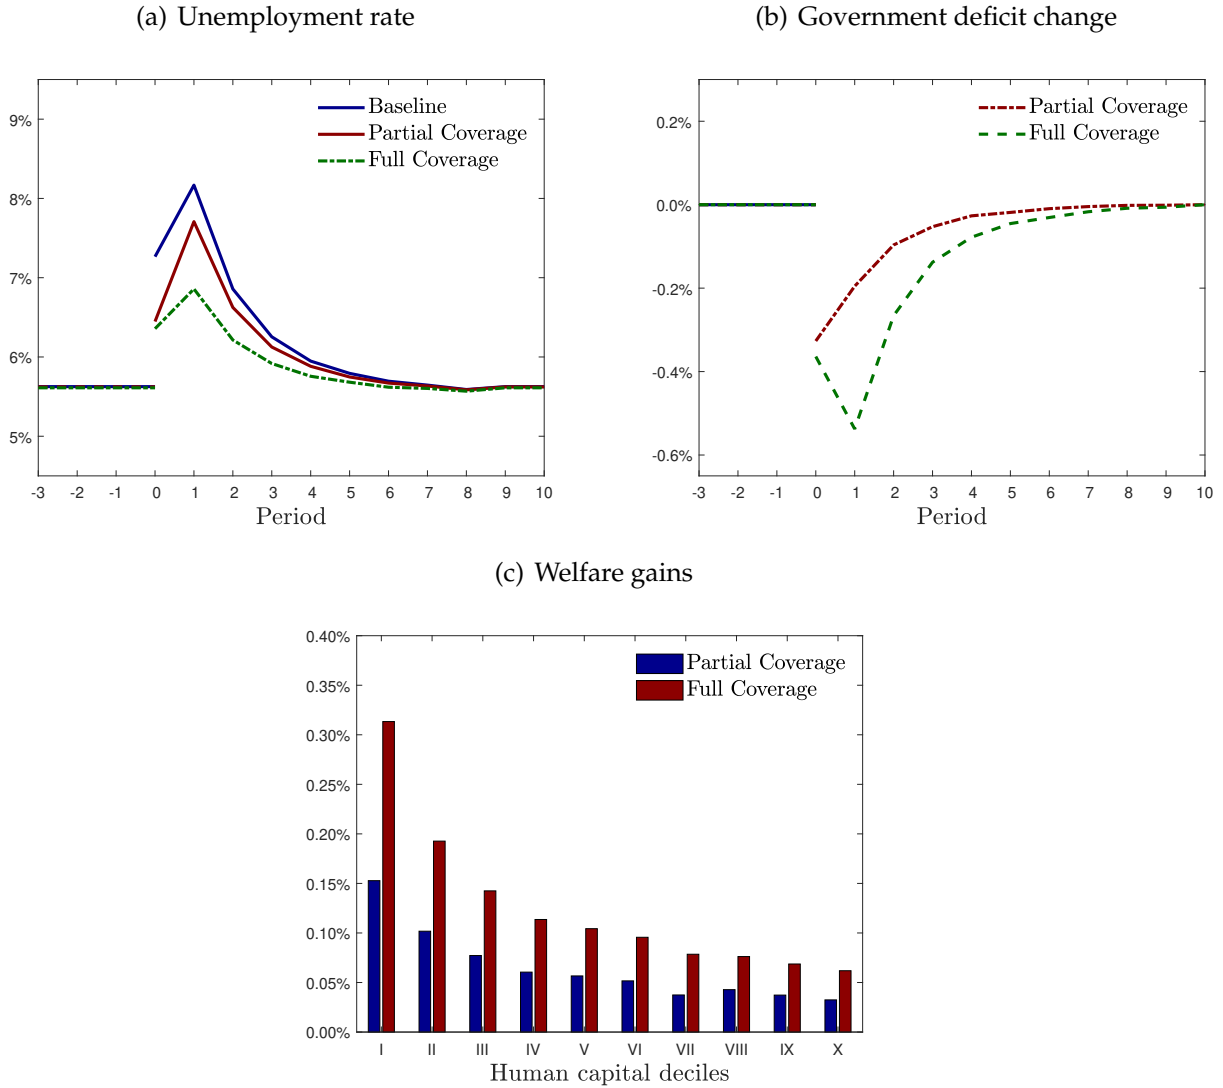 (a) Unemployment rate
9%
8%
7%
6%
5%
Baseline
Partial Coverage
Full Coverage
-3 -2 -1 0 1 2 3 4 5 6 7 8 9 10
Period
(b) Government deficit change
0.2%
0.0%
-0.2%
-0.4%
-0.6%
Partial Coverage
Full Coverage
-3 -2 -1 0 1 2 3 4 5 6 7 8 9 10
Period
(c) Welfare gains
0.40%
0.35%
0.30%
0.25%
0.20%
0.15%
0.10%
0.05%
0.00%
Partial Coverage
Full Coverage
I II III IV V VI VII VIII IX X
Human capital deciles